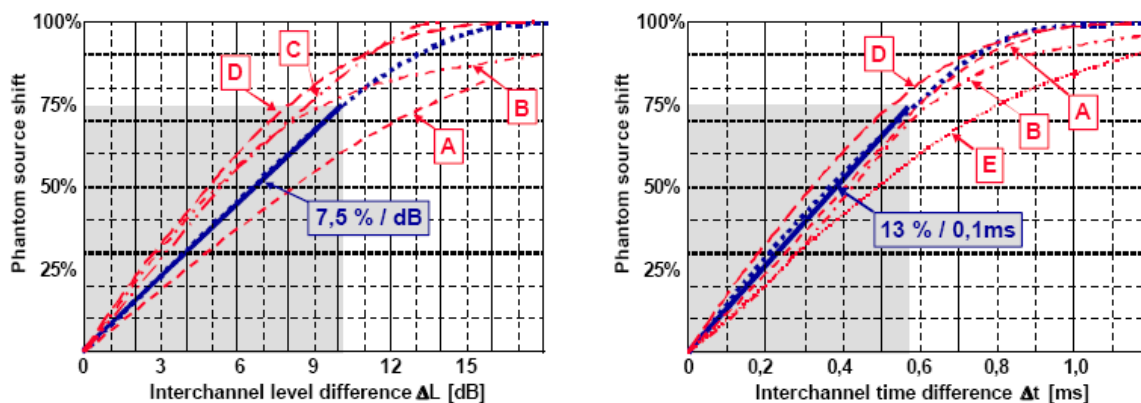 100%
75%
50%
25%
Phantom source shift
D
C
B
A
7,5 % / dB
0 3 6 9 12 15
Interchannel level difference ΔL [dB]
100%
75%
50%
25%
Phantom source shift
D
A
B
E
13 % / 0,1ms
0 0,2 0,4 0,6 0,8 1,0
Interchannel time difference Δt [ms]